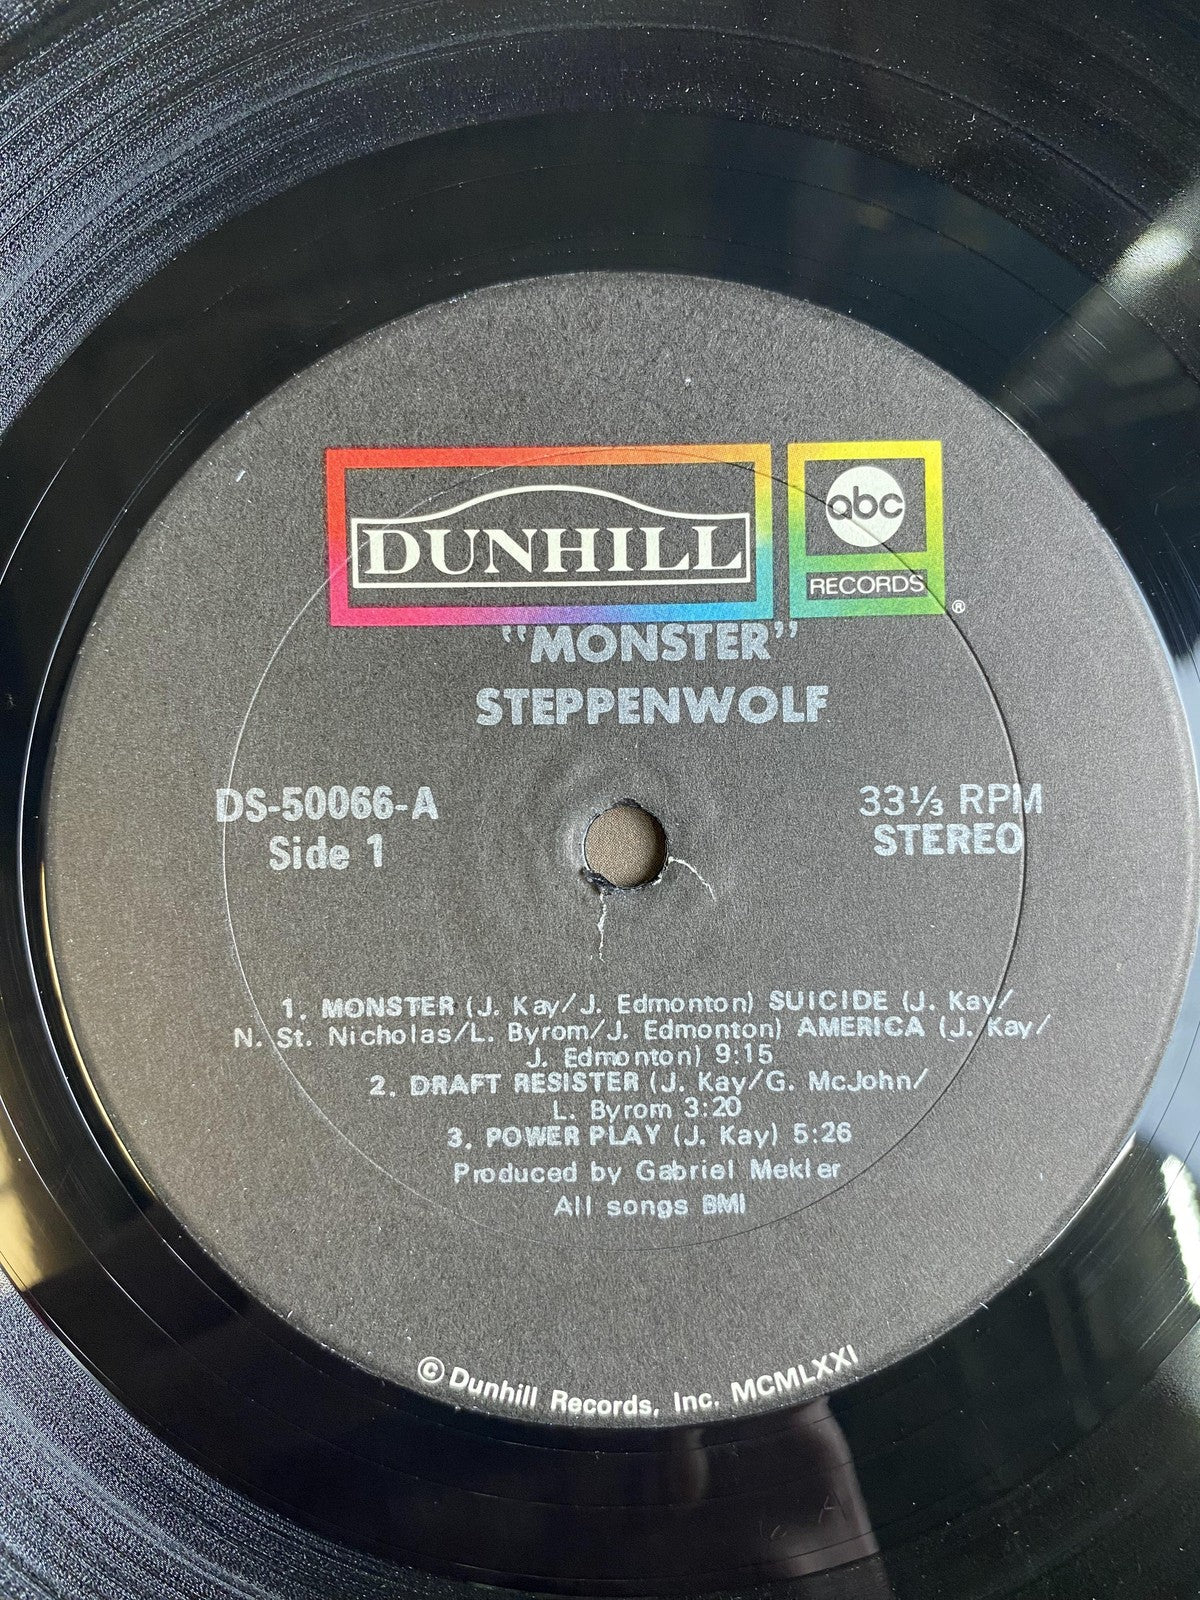 DUNHILL
abc
RECORDS
®
"MONSTER"
STEPPENWOLF
DS-50066-A
Side 1
33⅓ RPM
STEREO
1. MONSTER (J. Kay/J. Edmonton) SUICIDE (J. Kay/
N. St. Nicholas/L. Byrom/J. Edmonton) AMERICA (J. Kay/
J. Edmonton) 9:15
2. DRAFT RESISTER (J. Kay/G. McJohn/
L. Byrom 3:20
3. POWER PLAY (J. Kay) 5:26
Produced by Gabriel Mekler
All songs BMI
© Dunhill Records, Inc. MCMLXXI